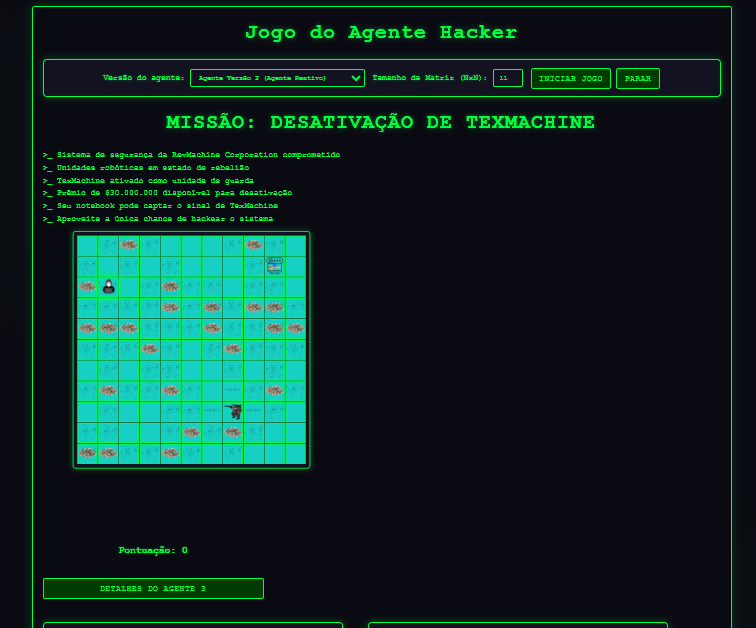 Jogo do Agente Hacker
Versão do agente: Agente Versão 2 (Agente Reativo) Tamanho da Matriz (NxN): 11 INICIAR JOGO PARAR
MISSÃO: DESATIVAÇÃO DE TEXMACHINE
>_ Sistema de segurança da RevMachine Corporation comprometido
>_ Unidades robóticas em estado de rebelião
>_ TexMachine ativado como unidade de guarda
>_ Prêmio de $30.000.000 disponível para desativação
>_ Seu notebook pode captar o sinal de TexMachine
>_ Aproveite a única chance de hackear o sistema
Pontuação: 0
DETALHES DO AGENTE 3